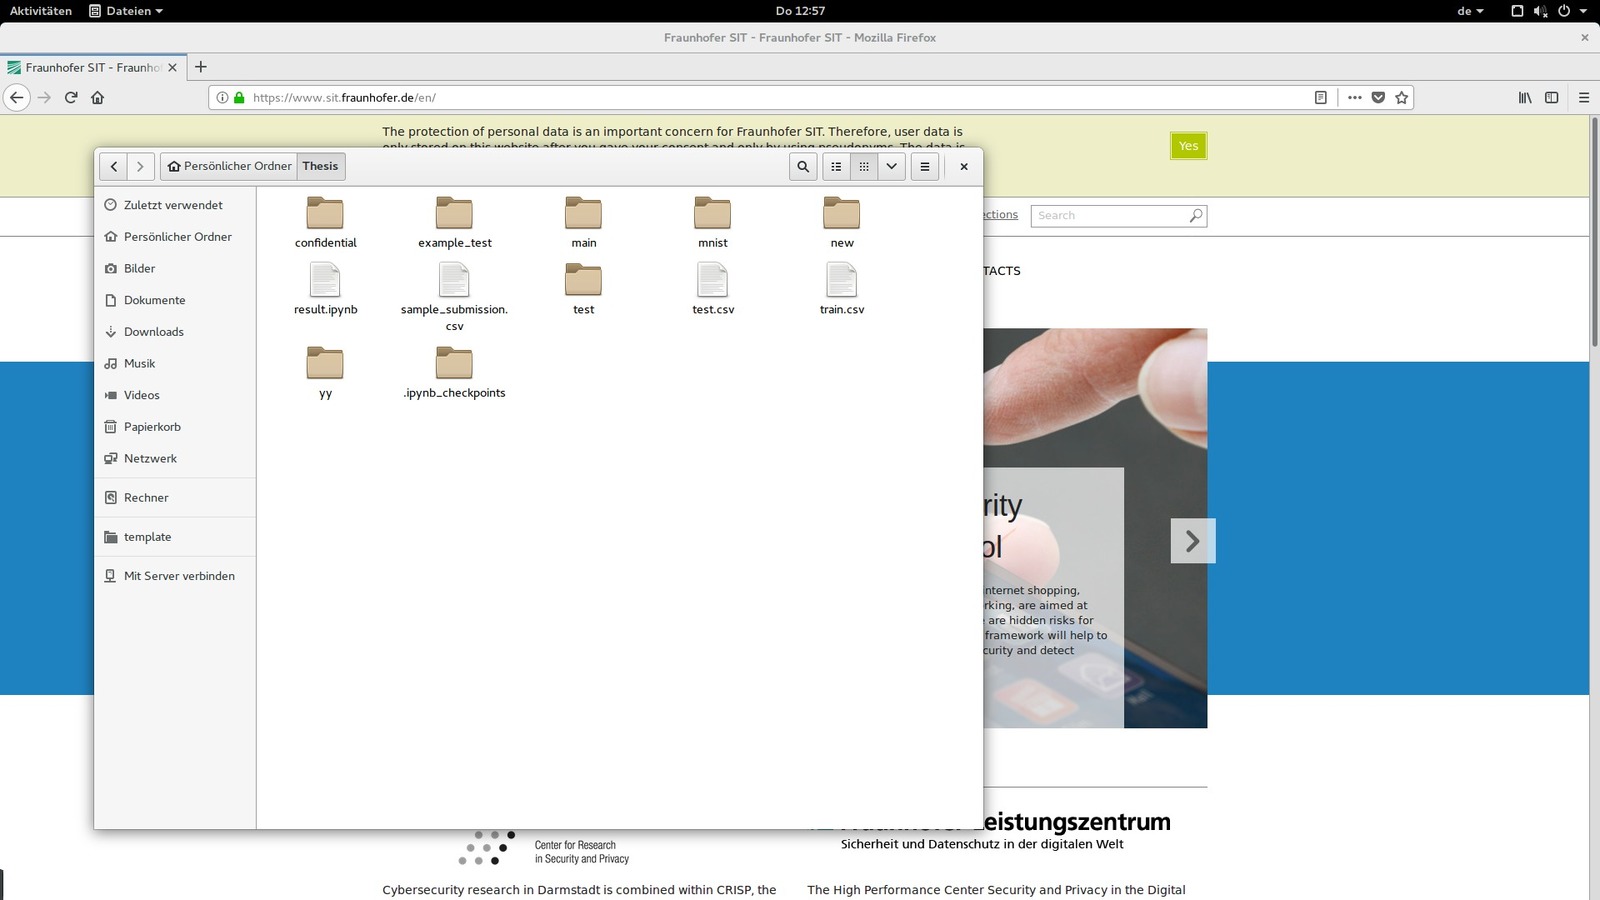 Aktivitäten
Dateien
Do 12:57
de
Fraunhofer SIT - Fraunhofer SIT - Mozilla Firefox
Fraunhofer SIT - Fraunhof
https://www.sit.fraunhofer.de/en/
The protection of personal data is an important concern for Fraunhofer SIT. Therefore, user data is
Yes
Persönlicher Ordner
Thesis
Search
Zuletzt verwendet
Persönlicher Ordner
Bilder
Dokumente
Downloads
Musik
Videos
Papierkorb
Netzwerk
Rechner
template
Mit Server verbinden
confidential
example_test
main
mnist
new
result.ipynb
sample_submission.
csv
test
test.csv
train.csv
yy
.ipynb_checkpoints
ections
TACTS
rity
ol
internet shopping,
rking, are aimed at
are hidden risks for
framework will help to
curity and detect
Center for Research
in Security and Privacy
Cybersecurity research in Darmstadt is combined within CRISP, the
Leistungszentrum
Sicherheit und Datenschutz in der digitalen Welt
The High Performance Center Security and Privacy in the Digital